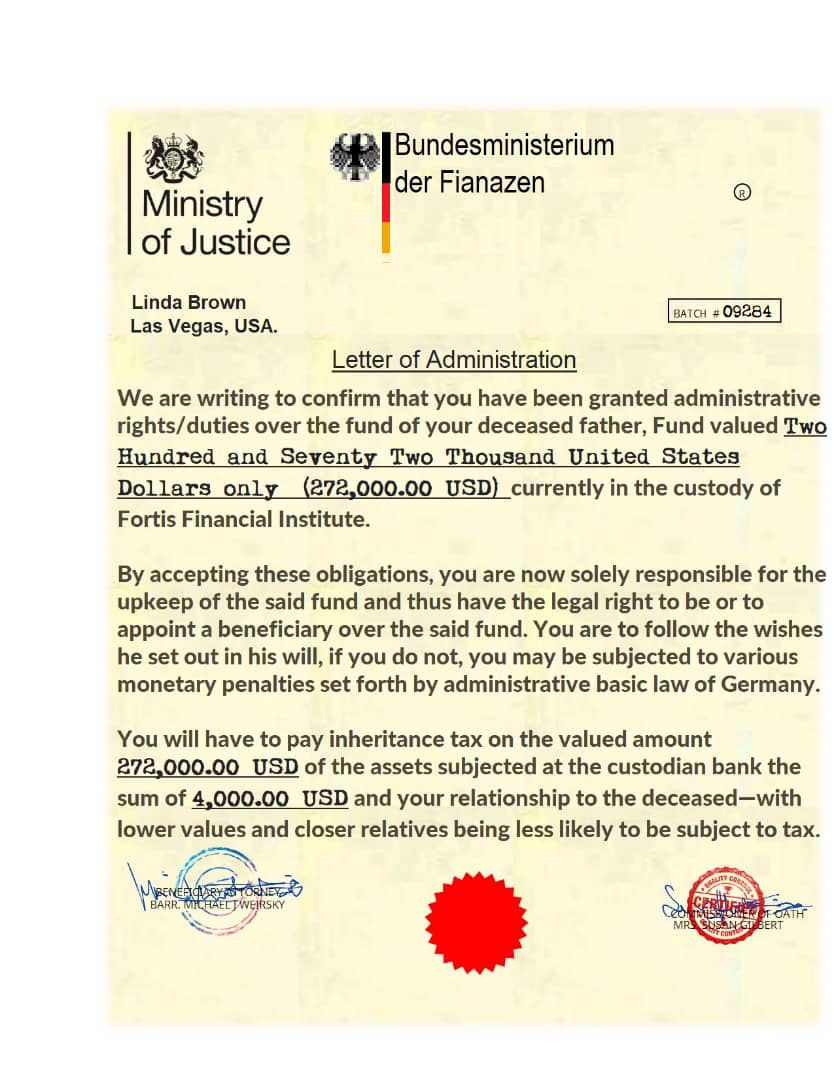 Ministry
of Justice
Bundesministerium
der Fianazen
®
Linda Brown
Las Vegas, USA.
BATCH # 09284
Letter of Administration
We are writing to confirm that you have been granted administrative
rights/duties over the fund of your deceased father, Fund valued Two
Hundred and Seventy Two Thousand United States
Dollars only (272,000.00 USD) currently in the custody of
Fortis Financial Institute.
By accepting these obligations, you are now solely responsible for the
upkeep of the said fund and thus have the legal right to be or to
appoint a beneficiary over the said fund. You are to follow the wishes
he set out in his will, if you do not, you may be subjected to various
monetary penalties set forth by administrative basic law of Germany.
You will have to pay inheritance tax on the valued amount
272,000.00 USD of the assets subjected at the custodian bank the
sum of 4,000.00 USD and your relationship to the deceased—with
lower values and closer relatives being less likely to be subject to tax.
BENEFICIARY ATTORNEY
BARR. MICHAEL TWEIRSKY
QUALITY CONTROL
CERTIFIED
COMMISSIONER OF OATH
MRS. SUSAN GILBERT
QUALITY CONTROL